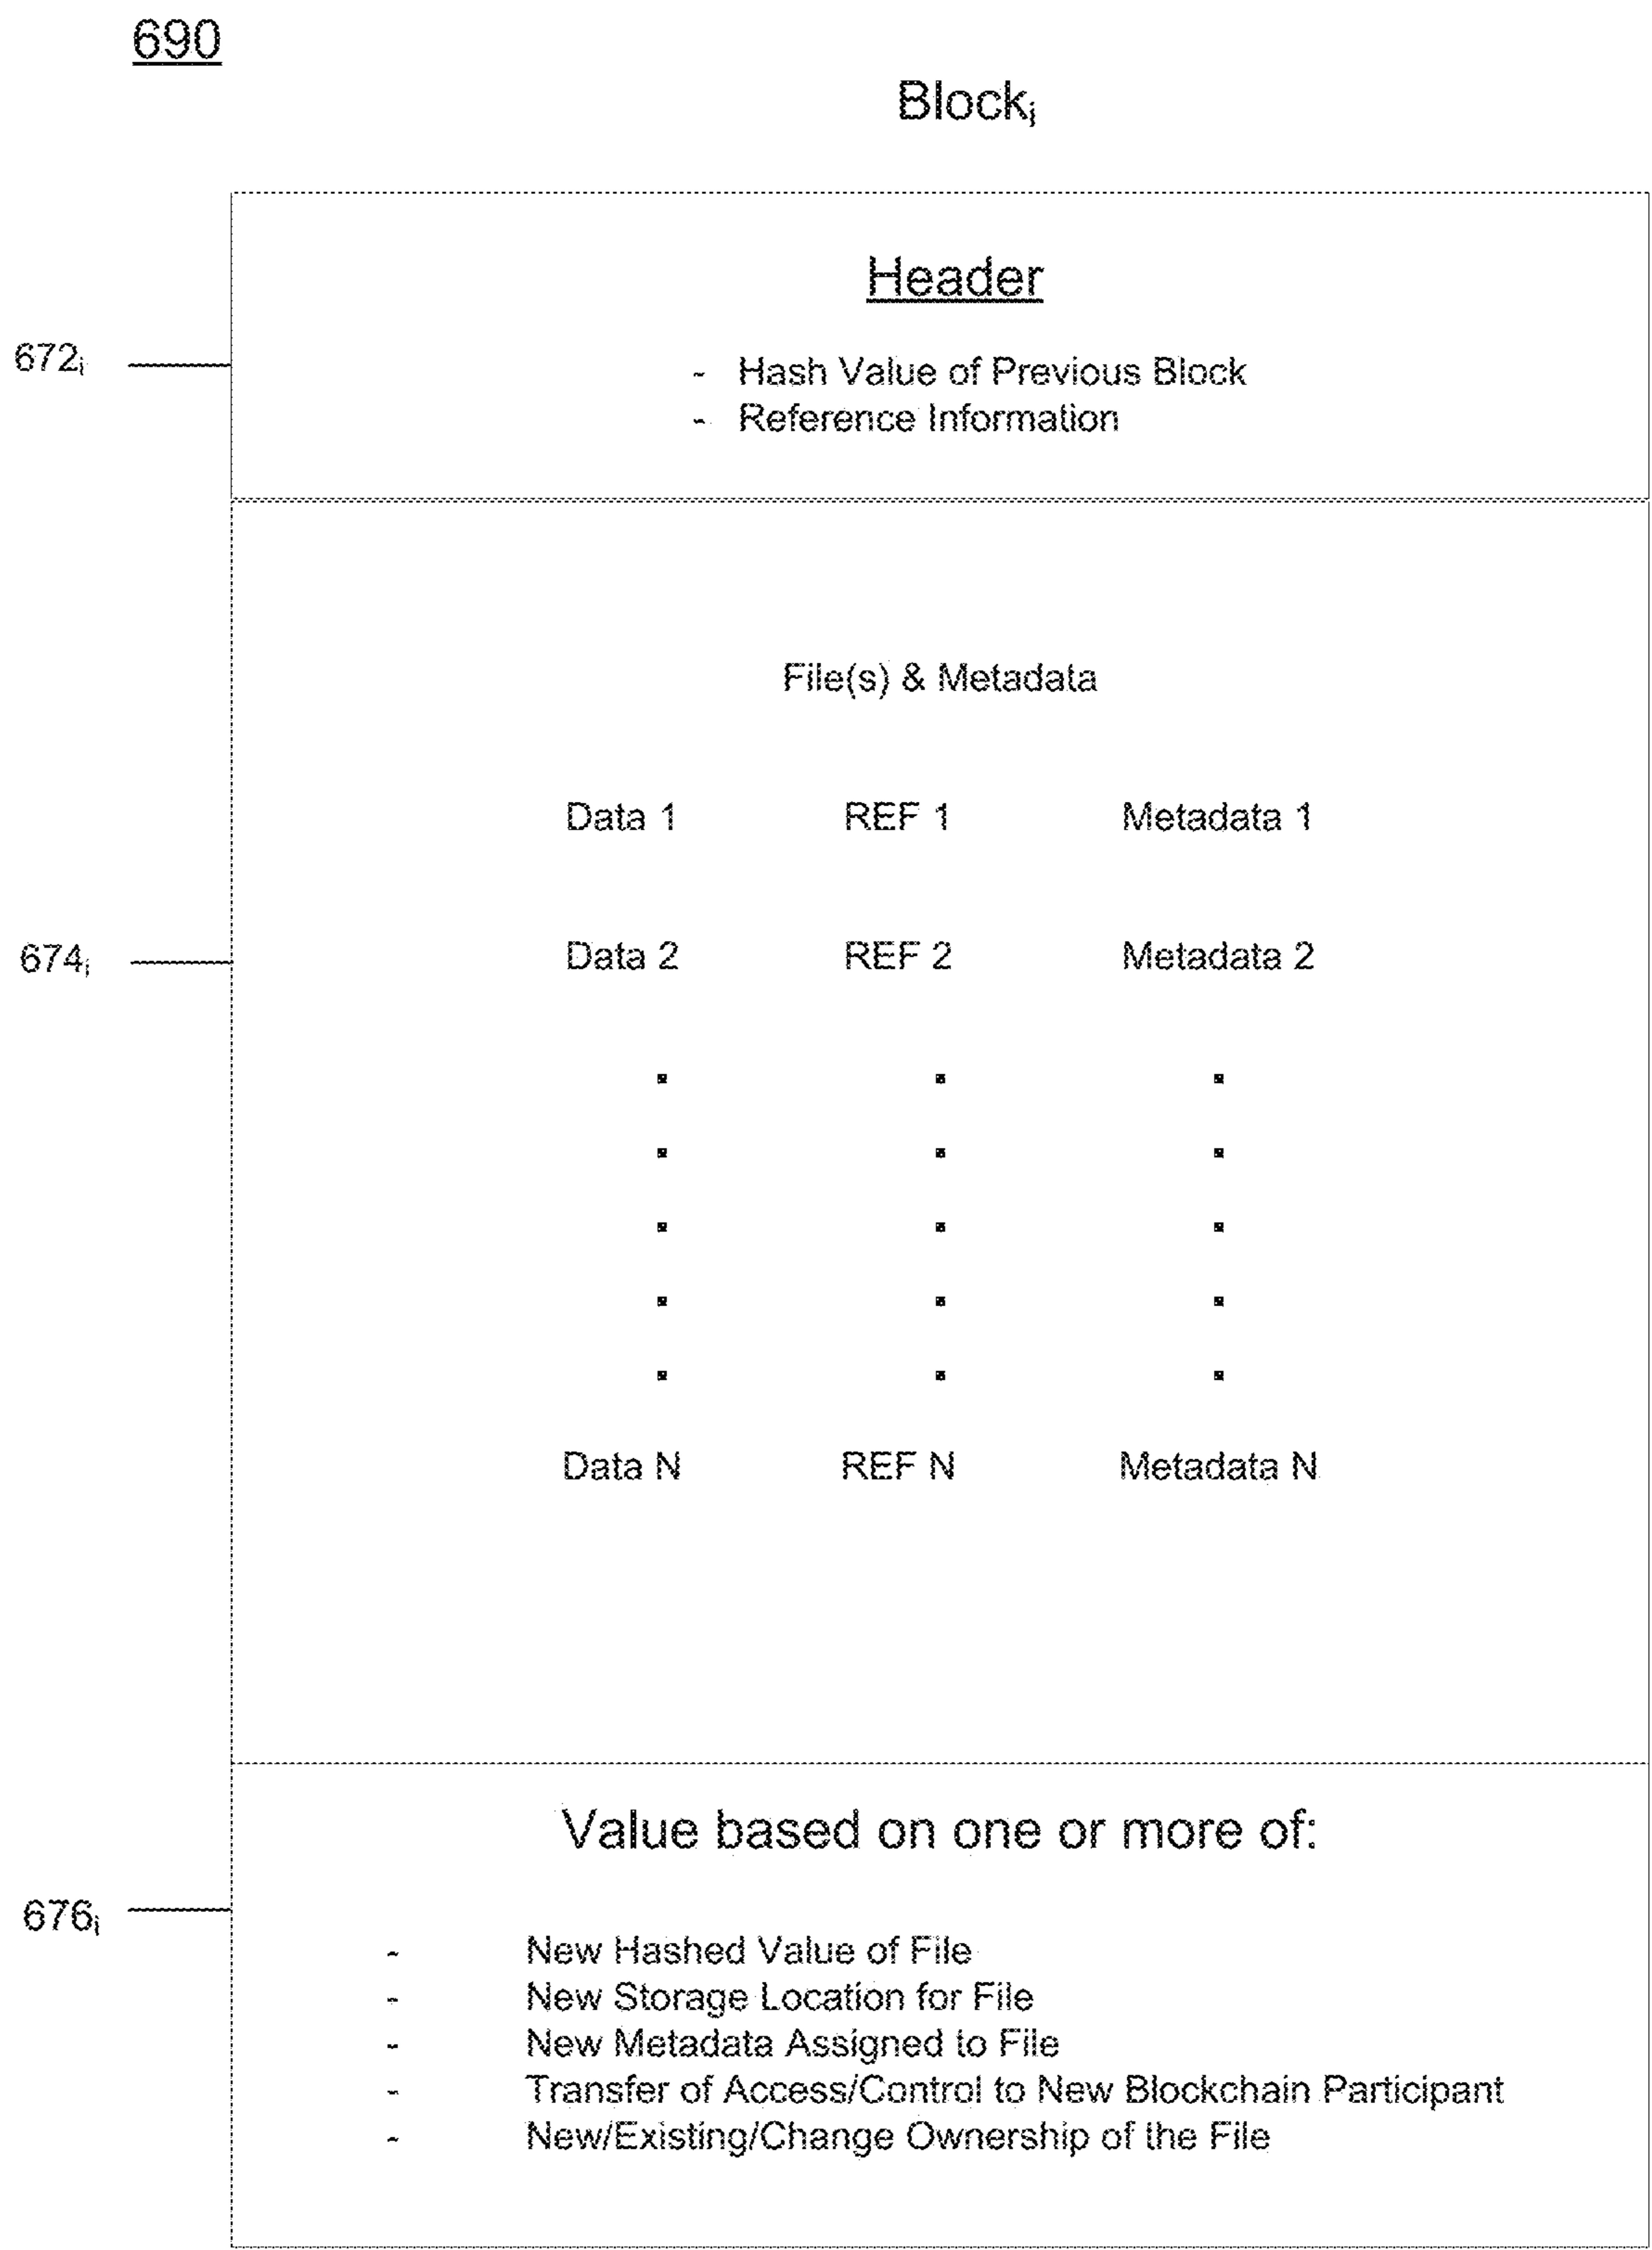 690
Blockᵢ
Header
672ᵢ
- Hash Value of Previous Block
- Reference Information
File(s) & Metadata
Data 1 REF 1 Metadata 1
674ᵢ
Data 2 REF 2 Metadata 2
Data N REF N Metadata N
Value based on one or more of:
676ᵢ
- New Hashed Value of File
- New Storage Location for File
- New Metadata Assigned to File
- Transfer of Access/Control to New Blockchain Participant
- New/Existing/Change Ownership of the File